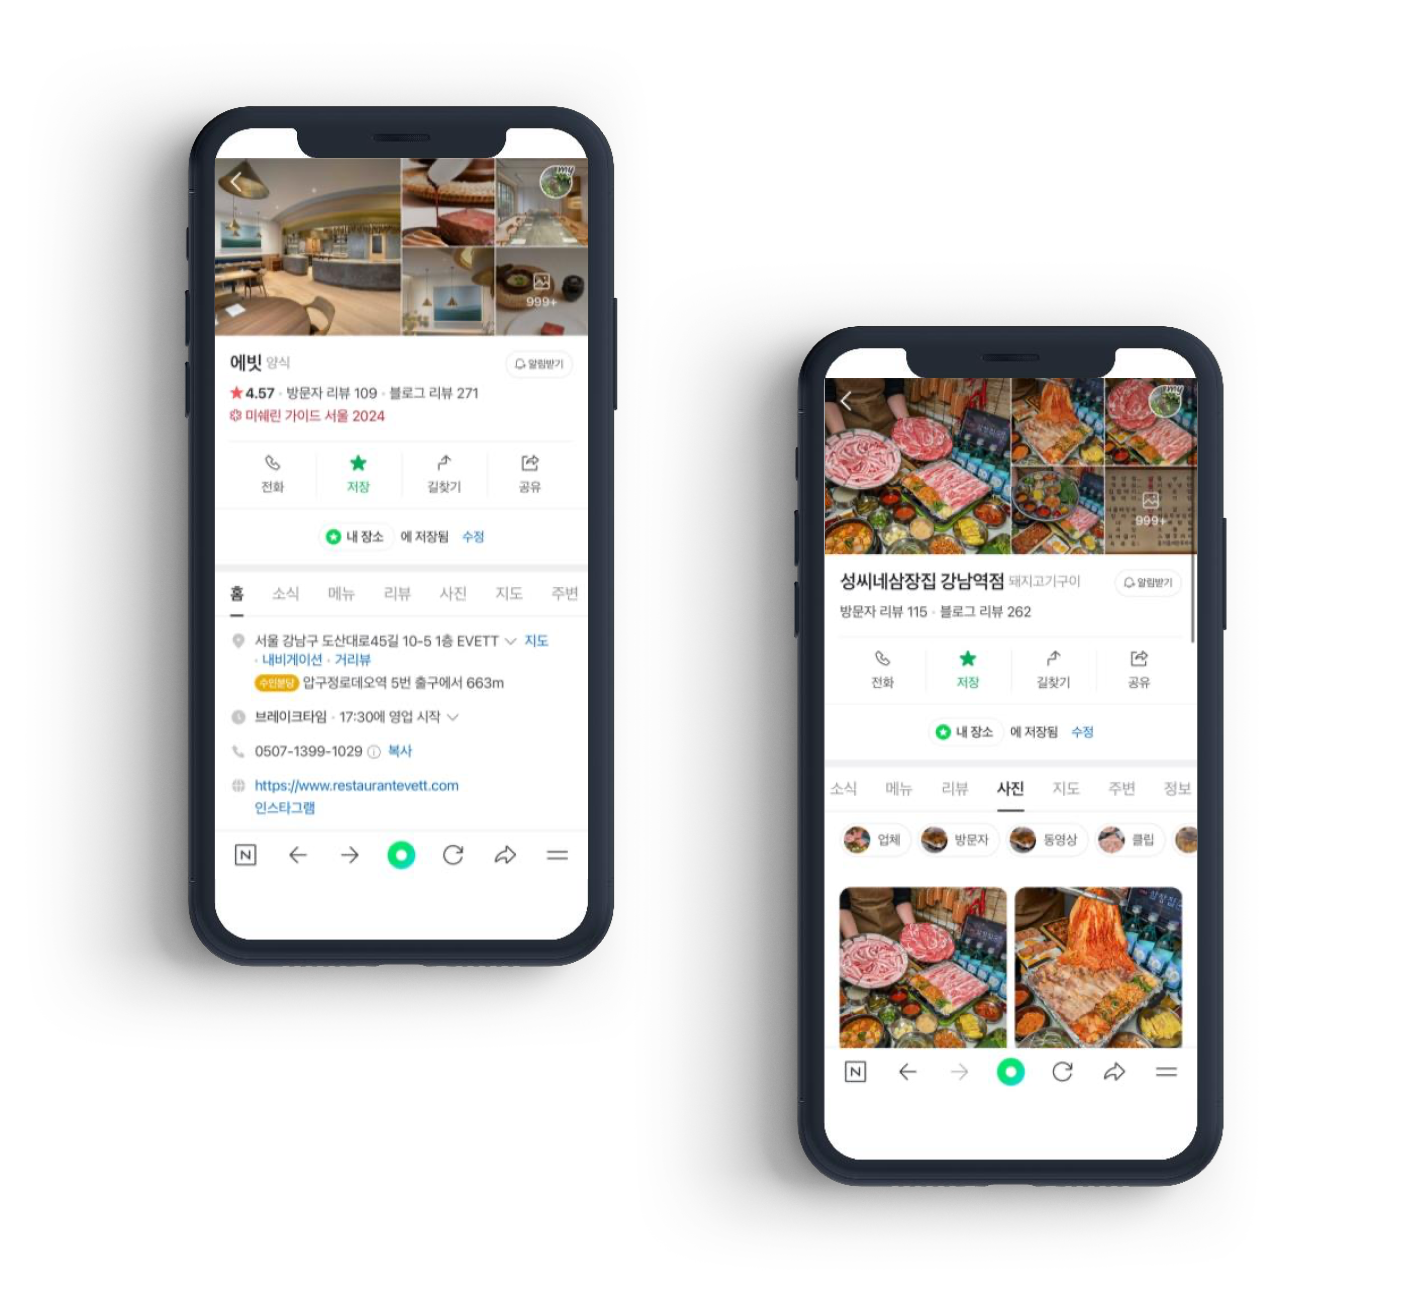 my
999+
에빗 양식
알림받기
4.57 · 방문자 리뷰 109 · 블로그 리뷰 271
미쉐린 가이드 서울 2024
전화 저장 길찾기 공유
내 장소 에 저장됨 수정
홈 소식 메뉴 리뷰 사진 지도 주변
서울 강남구 도산대로45길 10-5 1층 EVETT 지도
· 내비게이션 · 거리뷰
수인분당 압구정로데오역 5번 출구에서 663m
브레이크타임 · 17:30에 영업 시작
0507-1399-1029 복사
https://www.restaurantevett.com
인스타그램
N
my
999+
성씨네삼장집 강남역점 돼지고기구이
알림받기
방문자 리뷰 115 · 블로그 리뷰 262
전화 저장 길찾기 공유
내 장소 에 저장됨 수정
소식 메뉴 리뷰 사진 지도 주변 정보
업체 방문자 동영상 클립
N